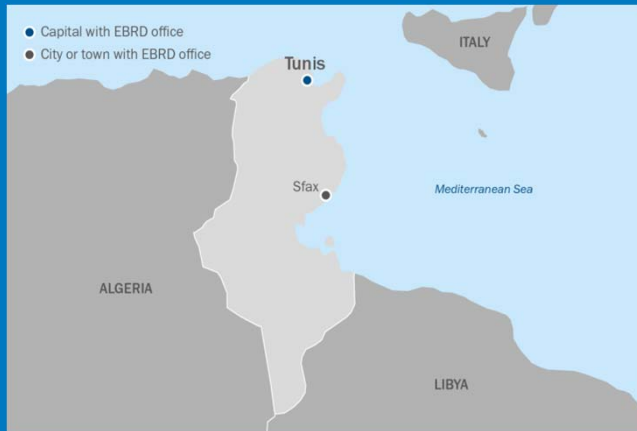 Capital with EBRD office
City or town with EBRD office
ITALY
Tunis
Sfax
Mediterranean Sea
ALGERIA
LIBYA